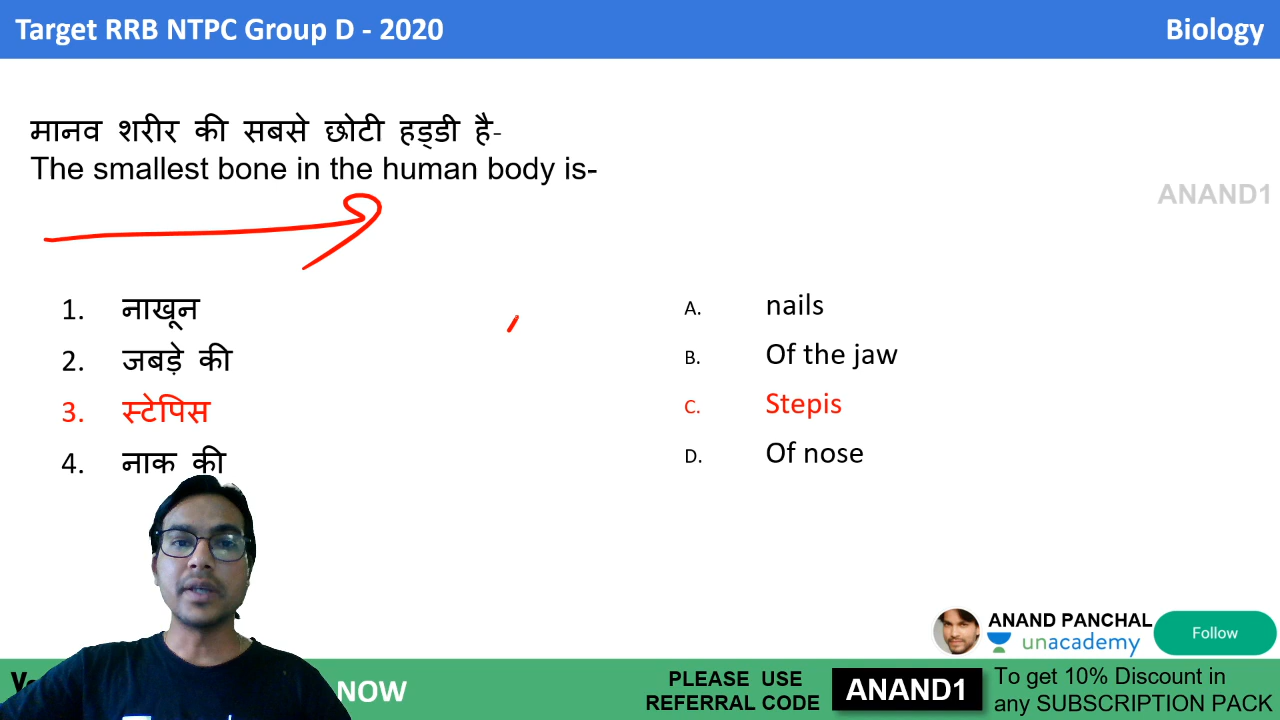 Target RRB NTPC Group D - 2020
Biology
मानव शरीर की सबसे छोटी हड्डी है-
The smallest bone in the human body is-
ANAND1
1. नाखून
2. जबड़े की
3. स्टेपिस
4. नाक की
A. nails
B. Of the jaw
C. Stepis
D. Of nose
ANAND PANCHAL
unacademy
Follow
NOW
PLEASE USE
REFERRAL CODE
ANAND1
To get 10% Discount in
any SUBSCRIPTION PACK